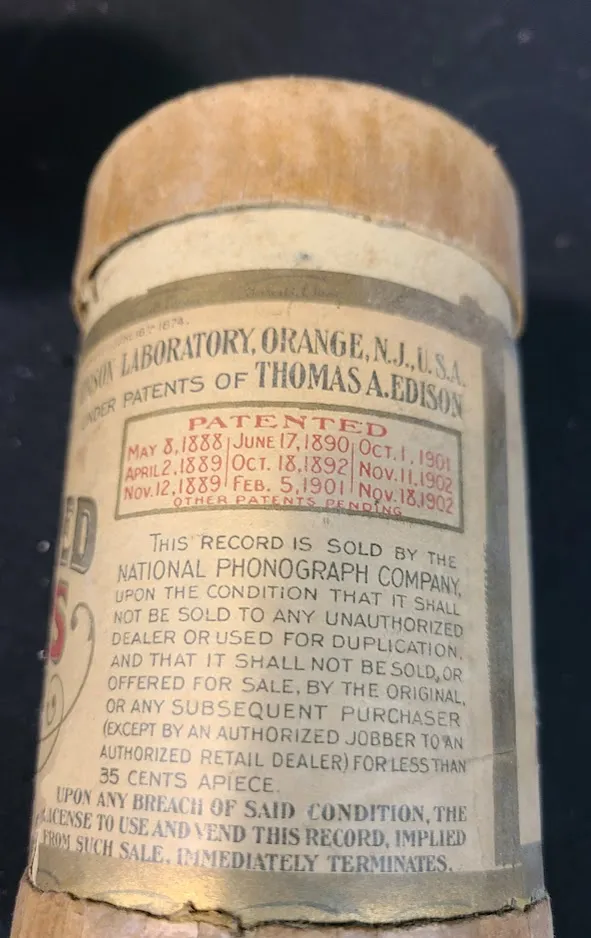 LABORATORY, ORANGE, N.J., U.S.A.
UNDER PATENTS OF THOMAS A. EDISON
PATENTED
MAY 8, 1888 JUNE 17, 1890 OCT. 1, 1901
APRIL 2, 1889 OCT. 18, 1892 NOV. 11, 1902
NOV. 12, 1889 FEB. 5, 1901 NOV. 18, 1902
OTHER PATENTS PENDING
THIS RECORD IS SOLD BY THE
NATIONAL PHONOGRAPH COMPANY,
UPON THE CONDITION THAT IT SHALL
NOT BE SOLD TO ANY UNAUTHORIZED
DEALER OR USED FOR DUPLICATION,
AND THAT IT SHALL NOT BE SOLD, OR
OFFERED FOR SALE, BY THE ORIGINAL,
OR ANY SUBSEQUENT PURCHASER
(EXCEPT BY AN AUTHORIZED JOBBER TO AN
AUTHORIZED RETAIL DEALER) FOR LESS THAN
35 CENTS APIECE.
UPON ANY BREACH OF SAID CONDITION, THE
LICENSE TO USE AND VEND THIS RECORD, IMPLIED
FROM SUCH SALE, IMMEDIATELY TERMINATES.